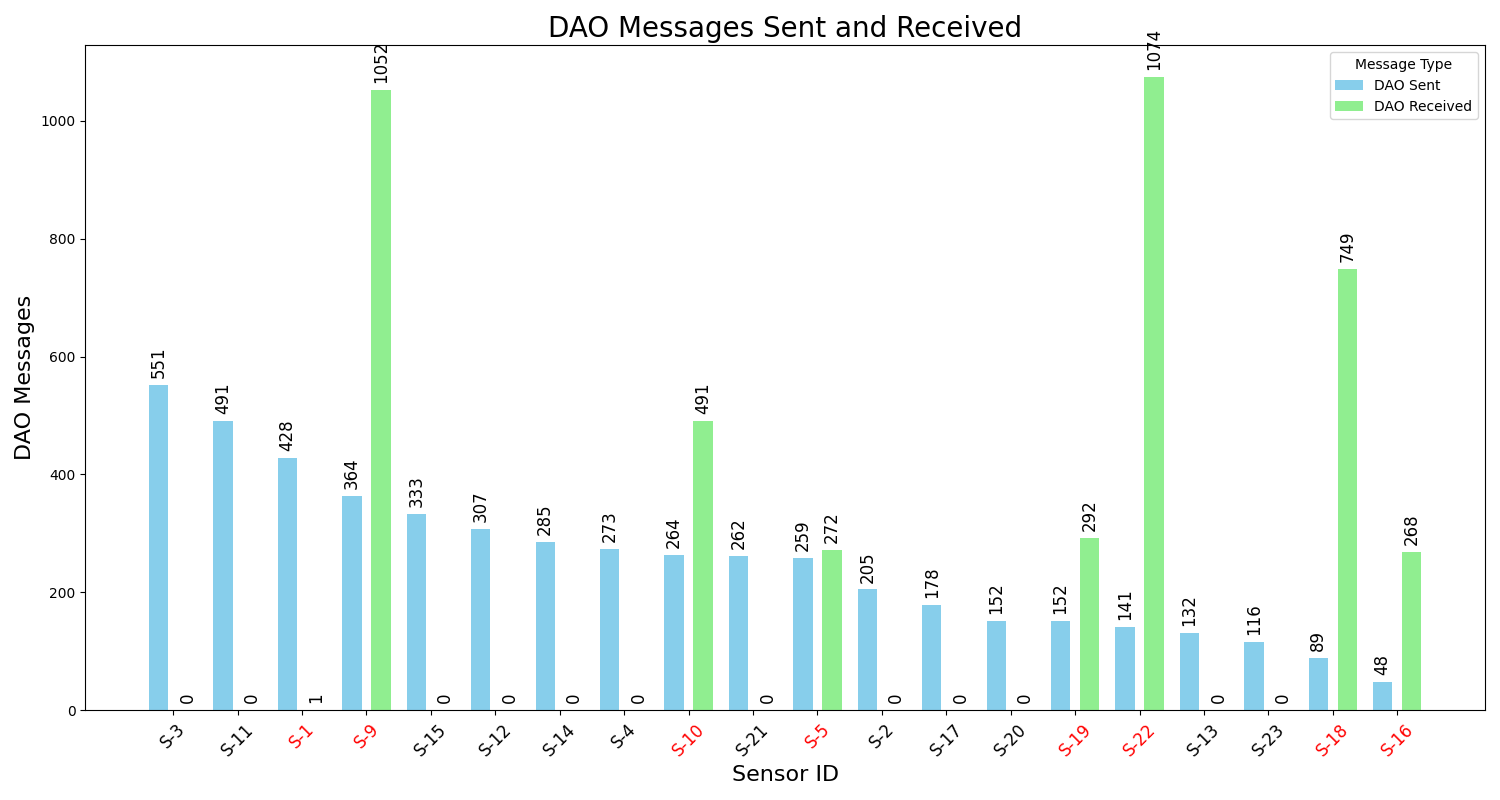 DAO Messages Sent and Received
Message Type
DAO Sent
DAO Received
DAO Messages
1000
800
600
400
200
0
551
0
491
0
428
1
364
1052
333
0
307
0
285
0
273
0
264
491
262
0
259
272
205
0
178
0
152
0
152
292
141
1074
132
0
116
0
89
749
48
268
S-3
S-11
S-1
S-9
S-15
S-12
S-14
S-4
S-10
S-21
S-5
S-2
S-17
S-20
S-19
S-22
S-13
S-23
S-18
S-16
Sensor ID